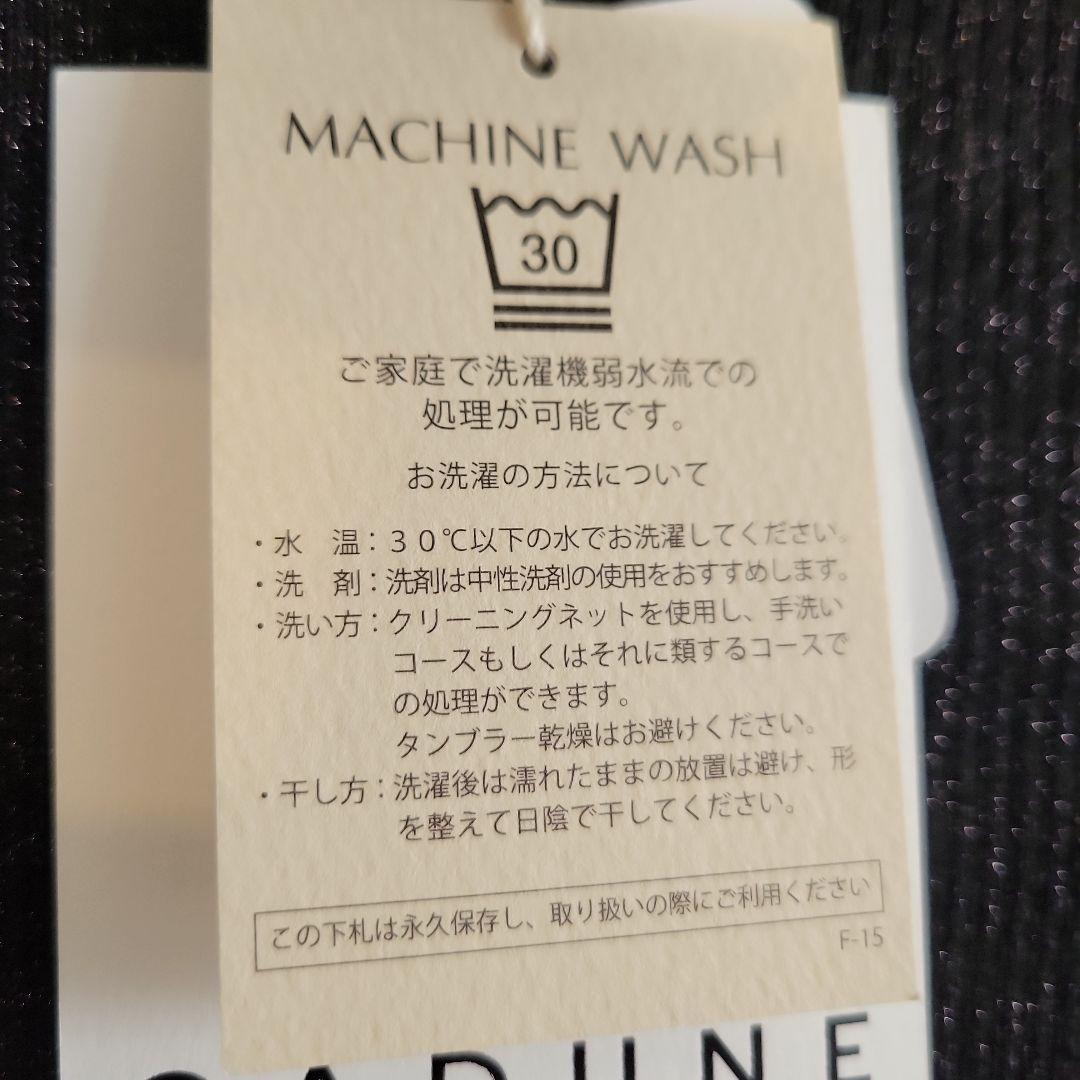 MACHINE WASH
30
ご家庭で洗濯機弱水流での
処理が可能です。
お洗濯の方法について
・水　温：３０℃以下の水でお洗濯してください。
・洗　剤：洗剤は中性洗剤の使用をおすすめします。
・洗い方：クリーニングネットを使用し、手洗い
コースもしくはそれに類するコースで
の処理ができます。
タンブラー乾燥はお避けください。
・干し方：洗濯後は濡れたままの放置は避け、形
を整えて日陰で干してください。
この下札は永久保存し、取り扱いの際にご利用ください
F-15